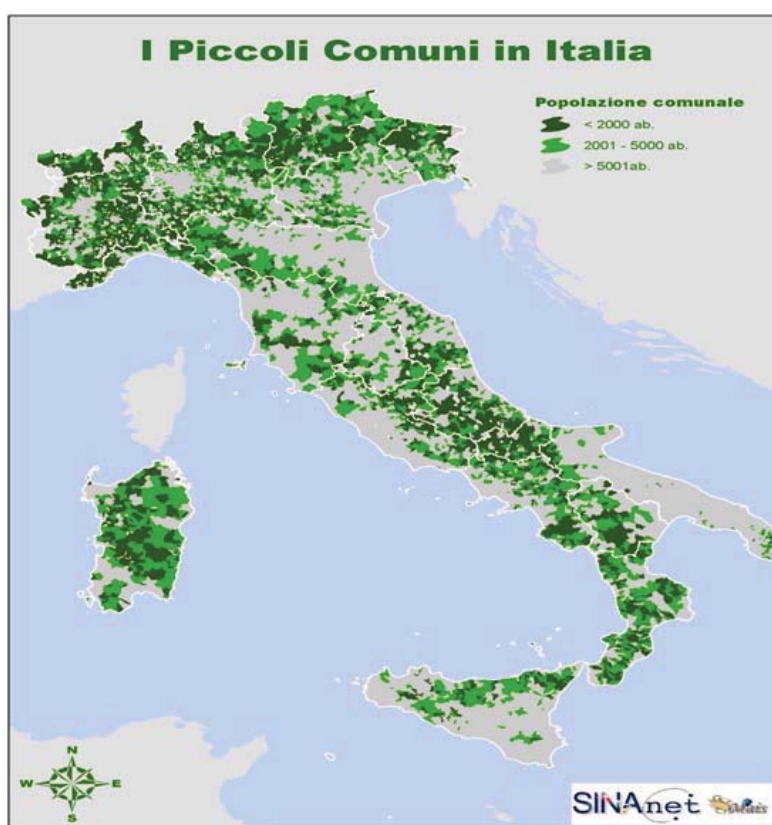 I Piccoli Comuni in Italia
Popolazione comunale
< 2000 ab.
2001 - 5000 ab.
> 5001ab.
N
W E
S
SINAnet